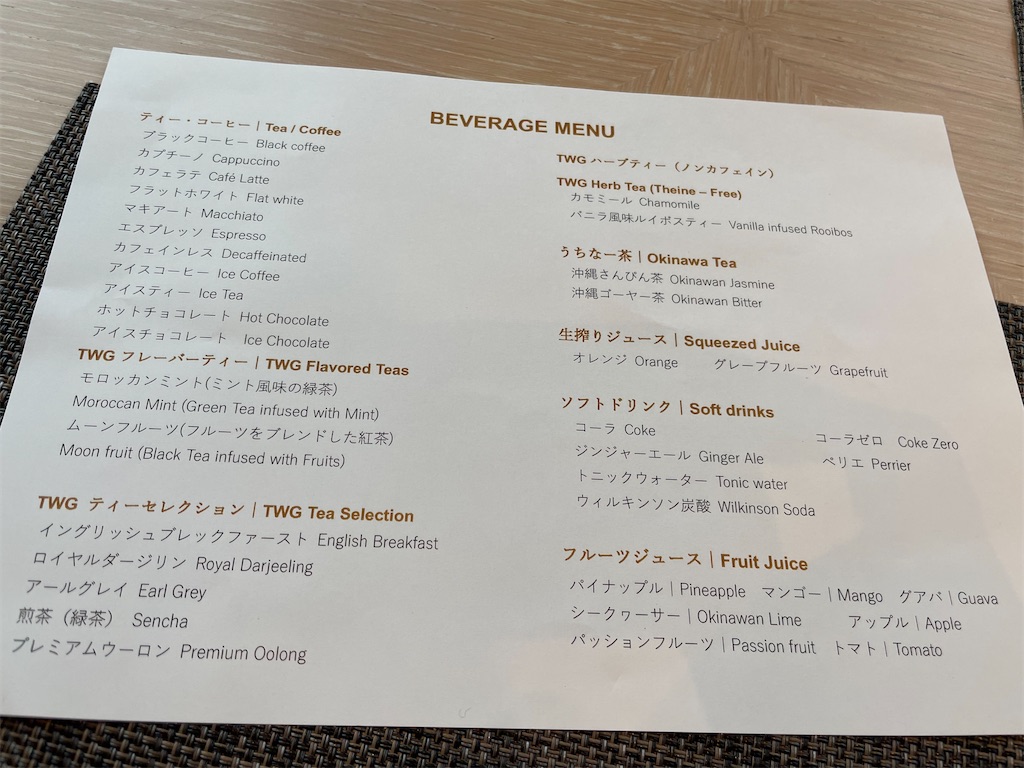 BEVERAGE MENU
ティー・コーヒー｜Tea / Coffee
ブラックコーヒー Black coffee
カプチーノ Cappuccino
カフェラテ Café Latte
フラットホワイト Flat white
マキアート Macchiato
エスプレッソ Espresso
カフェインレス Decaffeinated
アイスコーヒー Ice Coffee
アイスティー Ice Tea
ホットチョコレート Hot Chocolate
アイスチョコレート Ice Chocolate
TWG フレーバーティー｜TWG Flavored Teas
モロッカンミント(ミント風味の緑茶)
Moroccan Mint (Green Tea infused with Mint)
ムーンフルーツ(フルーツをブレンドした紅茶)
Moon fruit (Black Tea infused with Fruits)
TWG ティーセレクション｜TWG Tea Selection
イングリッシュブレックファースト English Breakfast
ロイヤルダージリン Royal Darjeeling
アールグレイ Earl Grey
煎茶（緑茶） Sencha
プレミアムウーロン Premium Oolong
TWG ハーブティー（ノンカフェイン）
TWG Herb Tea (Theine – Free)
カモミール Chamomile
バニラ風味ルイボスティー Vanilla infused Rooibos
うちなー茶｜Okinawa Tea
沖縄さんぴん茶 Okinawan Jasmine
沖縄ゴーヤー茶 Okinawan Bitter
生搾りジュース｜Squeezed Juice
オレンジ Orange グレープフルーツ Grapefruit
ソフトドリンク｜Soft drinks
コーラ Coke コーラゼロ Coke Zero
ジンジャーエール Ginger Ale ペリエ Perrier
トニックウォーター Tonic water
ウィルキンソン炭酸 Wilkinson Soda
フルーツジュース｜Fruit Juice
パイナップル｜Pineapple マンゴー｜Mango グアバ｜Guava
シークヮーサー｜Okinawan Lime アップル｜Apple
パッションフルーツ｜Passion fruit トマト｜Tomato